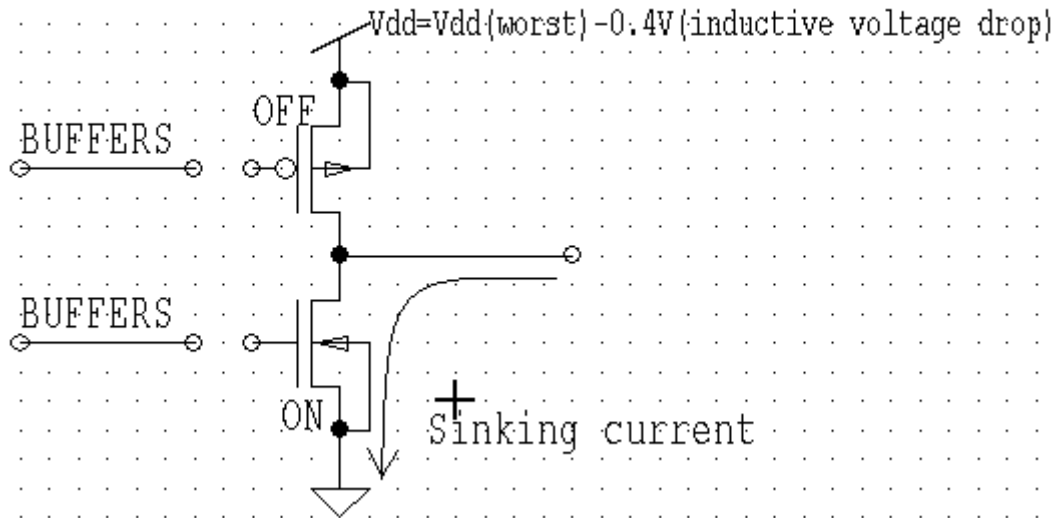 Vdd=Vdd(worst)-0.4V(inductive voltage drop)
OFF
BUFFERS
BUFFERS
ON
Sinking current